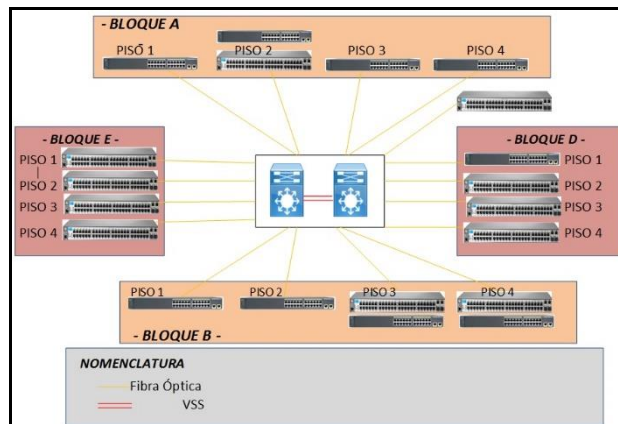 - BLOQUE A -
PISO 1
PISO 2
PISO 3
PISO 4
- BLOQUE E -
PISO 1
PISO 2
PISO 3
PISO 4
- BLOQUE D -
PISO 1
PISO 2
PISO 3
PISO 4
PISO 1
PISO 2
PISO 3
PISO 4
- BLOQUE B -
NOMENCLATURA
Fibra Óptica
VSS